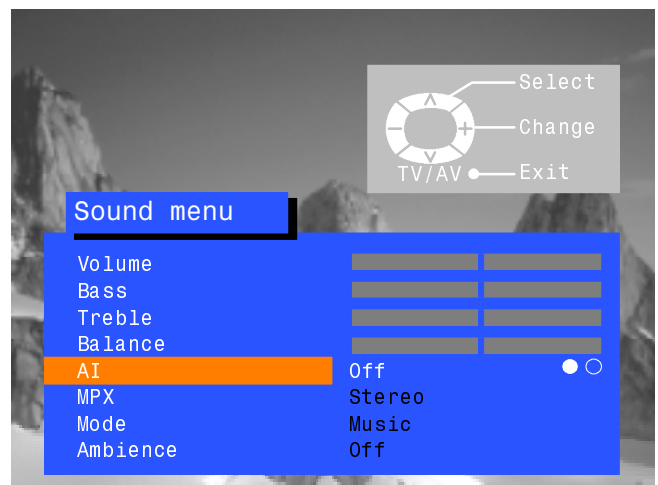 Select
Change
TV/AV Exit
Sound menu
Volume
Bass
Treble
Balance
AI Off
MPX Stereo
Mode Music
Ambience Off